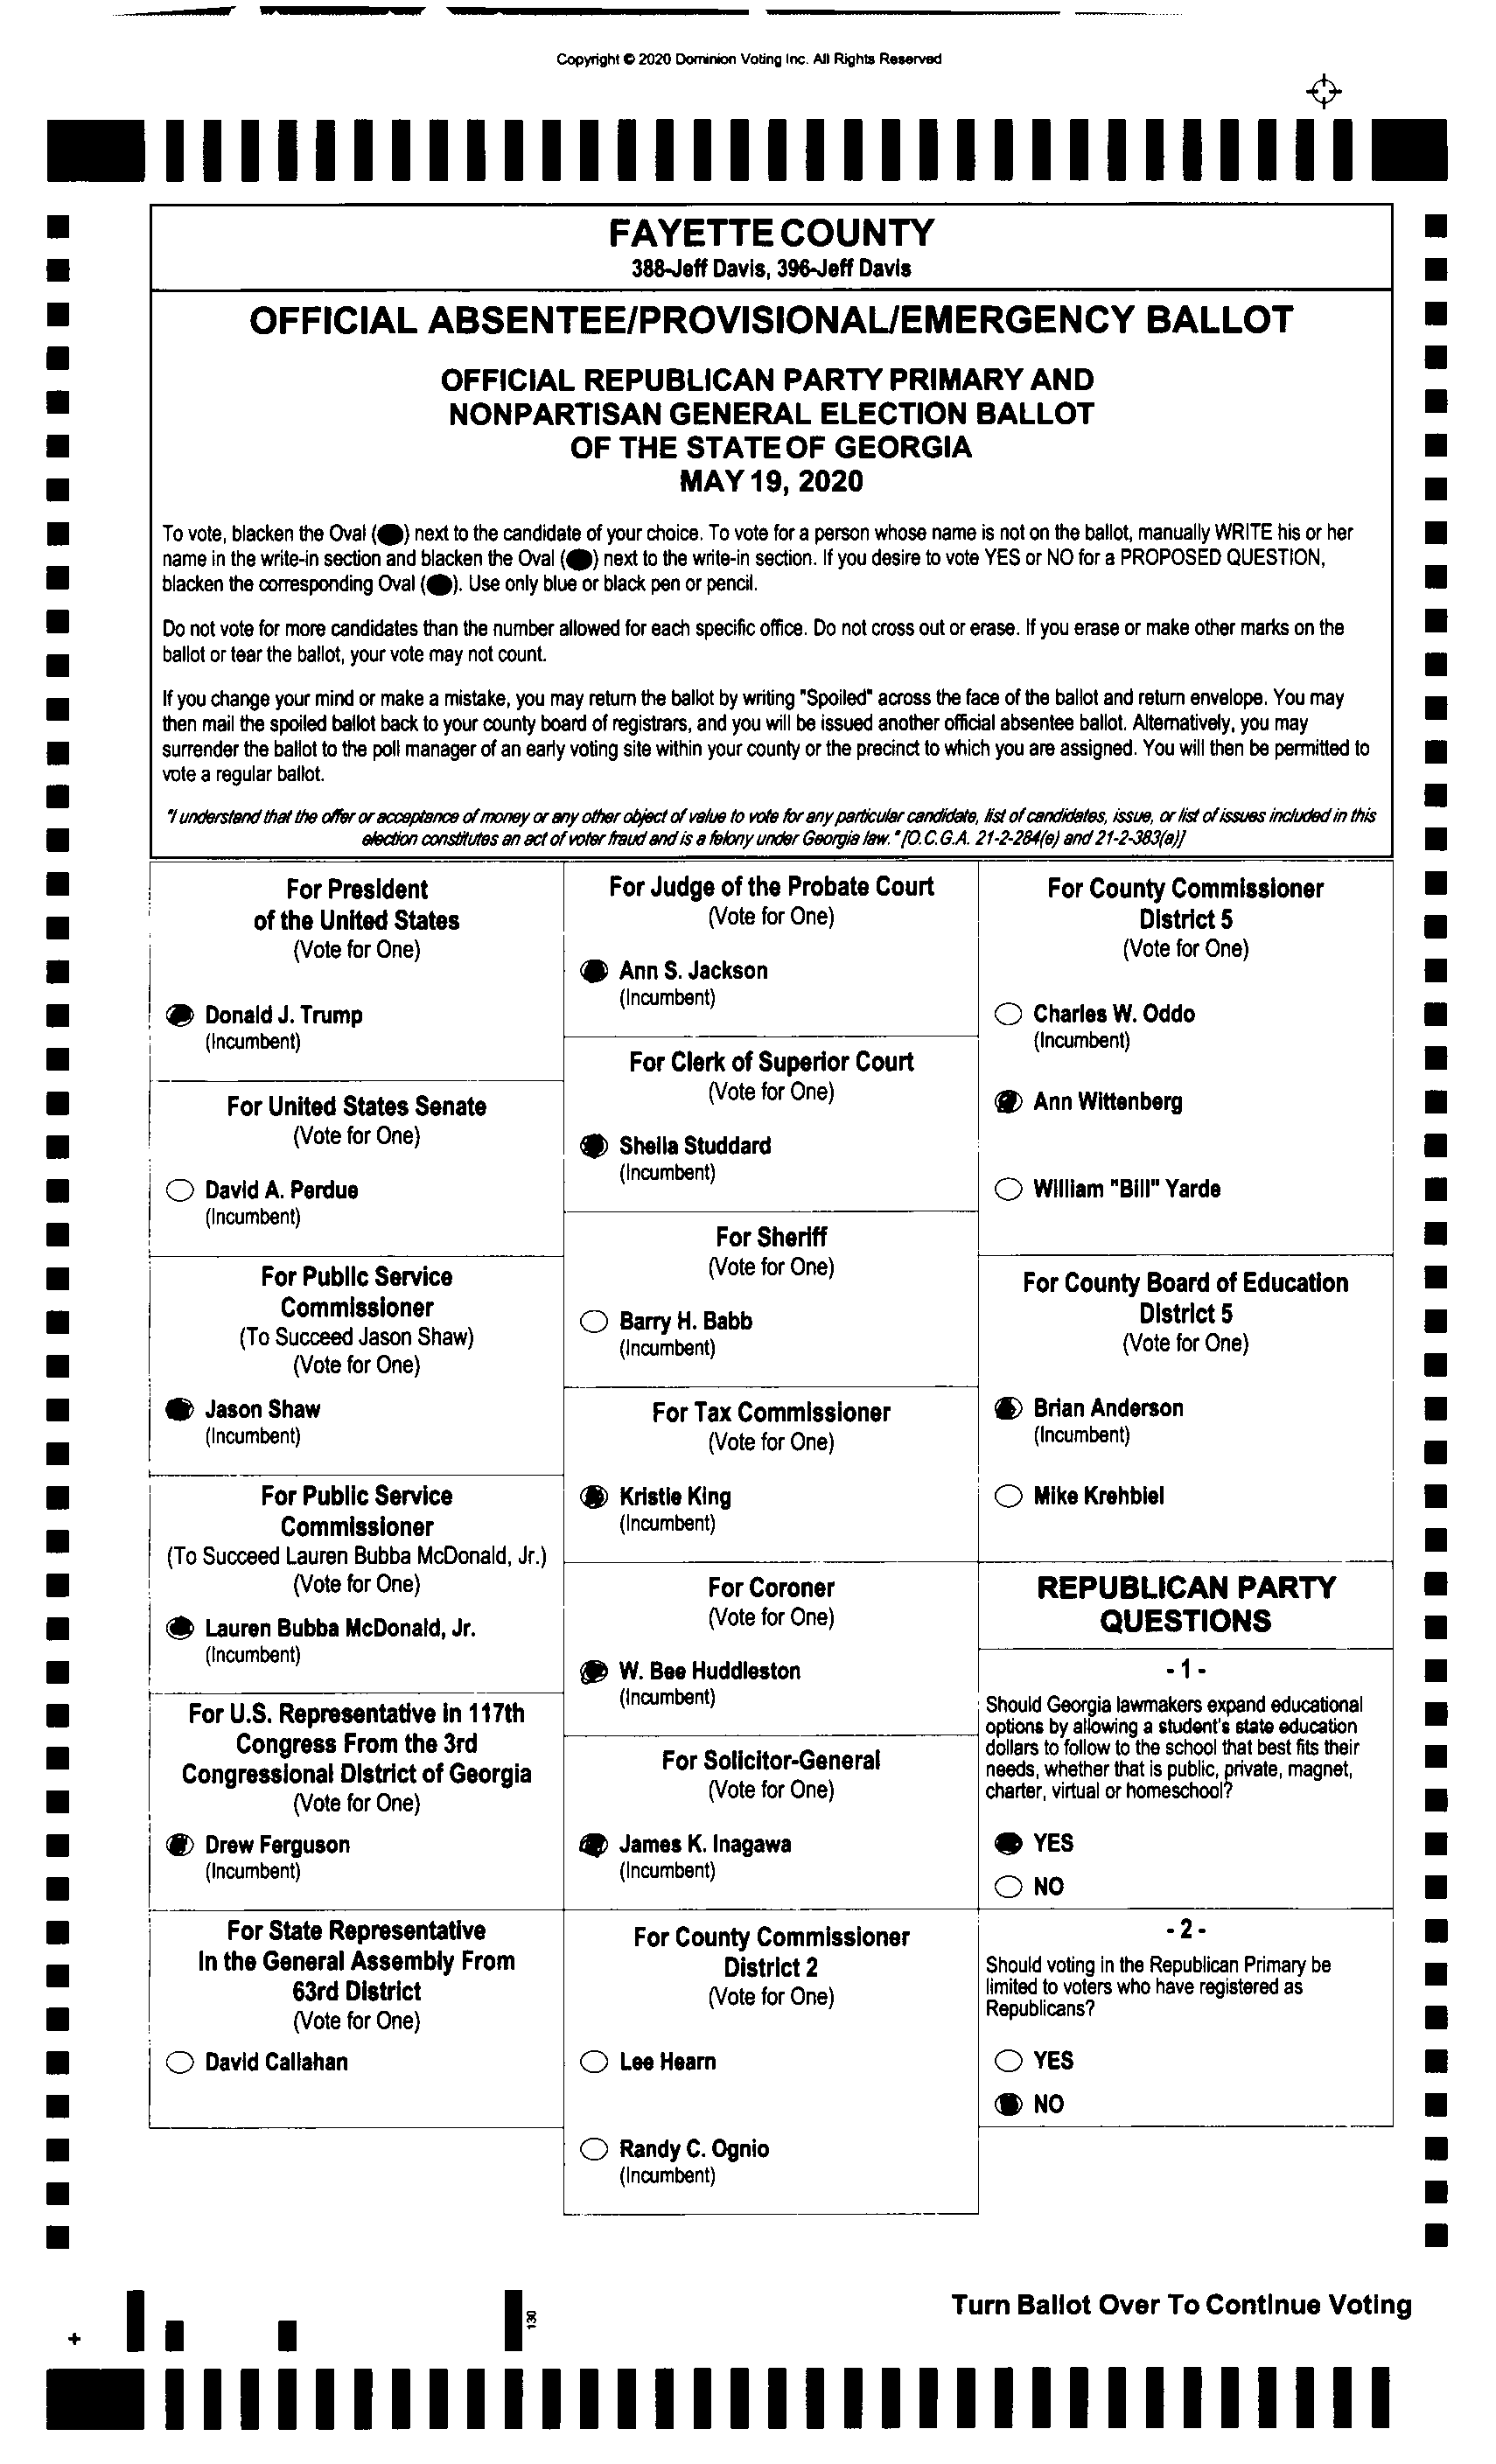 Copyright © 2020 Dominion Voting Inc. All Rights Reserved
FAYETTE COUNTY
388-Jeff Davis, 396-Jeff Davis
OFFICIAL ABSENTEE/PROVISIONAL/EMERGENCY BALLOT
OFFICIAL REPUBLICAN PARTY PRIMARY AND
NONPARTISAN GENERAL ELECTION BALLOT
OF THE STATE OF GEORGIA
MAY 19, 2020
To vote, blacken the Oval (●) next to the candidate of your choice. To vote for a person whose name is not on the ballot, manually WRITE his or her
name in the write-in section and blacken the Oval (●) next to the write-in section. If you desire to vote YES or NO for a PROPOSED QUESTION,
blacken the corresponding Oval (●). Use only blue or black pen or pencil.
Do not vote for more candidates than the number allowed for each specific office. Do not cross out or erase. If you erase or make other marks on the
ballot or tear the ballot, your vote may not count.
If you change your mind or make a mistake, you may return the ballot by writing "Spoiled" across the face of the ballot and return envelope. You may
then mail the spoiled ballot back to your county board of registrars, and you will be issued another official absentee ballot. Alternatively, you may
surrender the ballot to the poll manager of an early voting site within your county or the precinct to which you are assigned. You will then be permitted to
vote a regular ballot.
"I understand that the offer or acceptance of money or any other object of value to vote for any particular candidate, list of candidates, issue, or list of issues included in this
election constitutes an act of voter fraud and is a felony under Georgia law." [O.C.G.A. 21-2-284(e) and 21-2-383(a)]
For President
of the United States
(Vote for One)
Donald J. Trump
(Incumbent)
For United States Senate
(Vote for One)
David A. Perdue
(Incumbent)
For Public Service
Commissioner
(To Succeed Jason Shaw)
(Vote for One)
Jason Shaw
(Incumbent)
For Public Service
Commissioner
(To Succeed Lauren Bubba McDonald, Jr.)
(Vote for One)
Lauren Bubba McDonald, Jr.
(Incumbent)
For U.S. Representative in 117th
Congress From the 3rd
Congressional District of Georgia
(Vote for One)
Drew Ferguson
(Incumbent)
For State Representative
In the General Assembly From
63rd District
(Vote for One)
David Callahan
For Judge of the Probate Court
(Vote for One)
Ann S. Jackson
(Incumbent)
For Clerk of Superior Court
(Vote for One)
Sheila Studdard
(Incumbent)
For Sheriff
(Vote for One)
Barry H. Babb
(Incumbent)
For Tax Commissioner
(Vote for One)
Kristie King
(Incumbent)
For Coroner
(Vote for One)
W. Bee Huddleston
(Incumbent)
For Solicitor-General
(Vote for One)
James K. Inagawa
(Incumbent)
For County Commissioner
District 2
(Vote for One)
Lee Hearn
Randy C. Ognio
(Incumbent)
For County Commissioner
District 5
(Vote for One)
Charles W. Oddo
(Incumbent)
Ann Wittenberg
William "Bill" Yarde
For County Board of Education
District 5
(Vote for One)
Brian Anderson
(Incumbent)
Mike Krehbiel
REPUBLICAN PARTY
QUESTIONS
- 1 -
Should Georgia lawmakers expand educational
options by allowing a student's state education
dollars to follow to the school that best fits their
needs, whether that is public, private, magnet,
charter, virtual or homeschool?
YES
NO
- 2 -
Should voting in the Republican Primary be
limited to voters who have registered as
Republicans?
YES
NO
Turn Ballot Over To Continue Voting
130